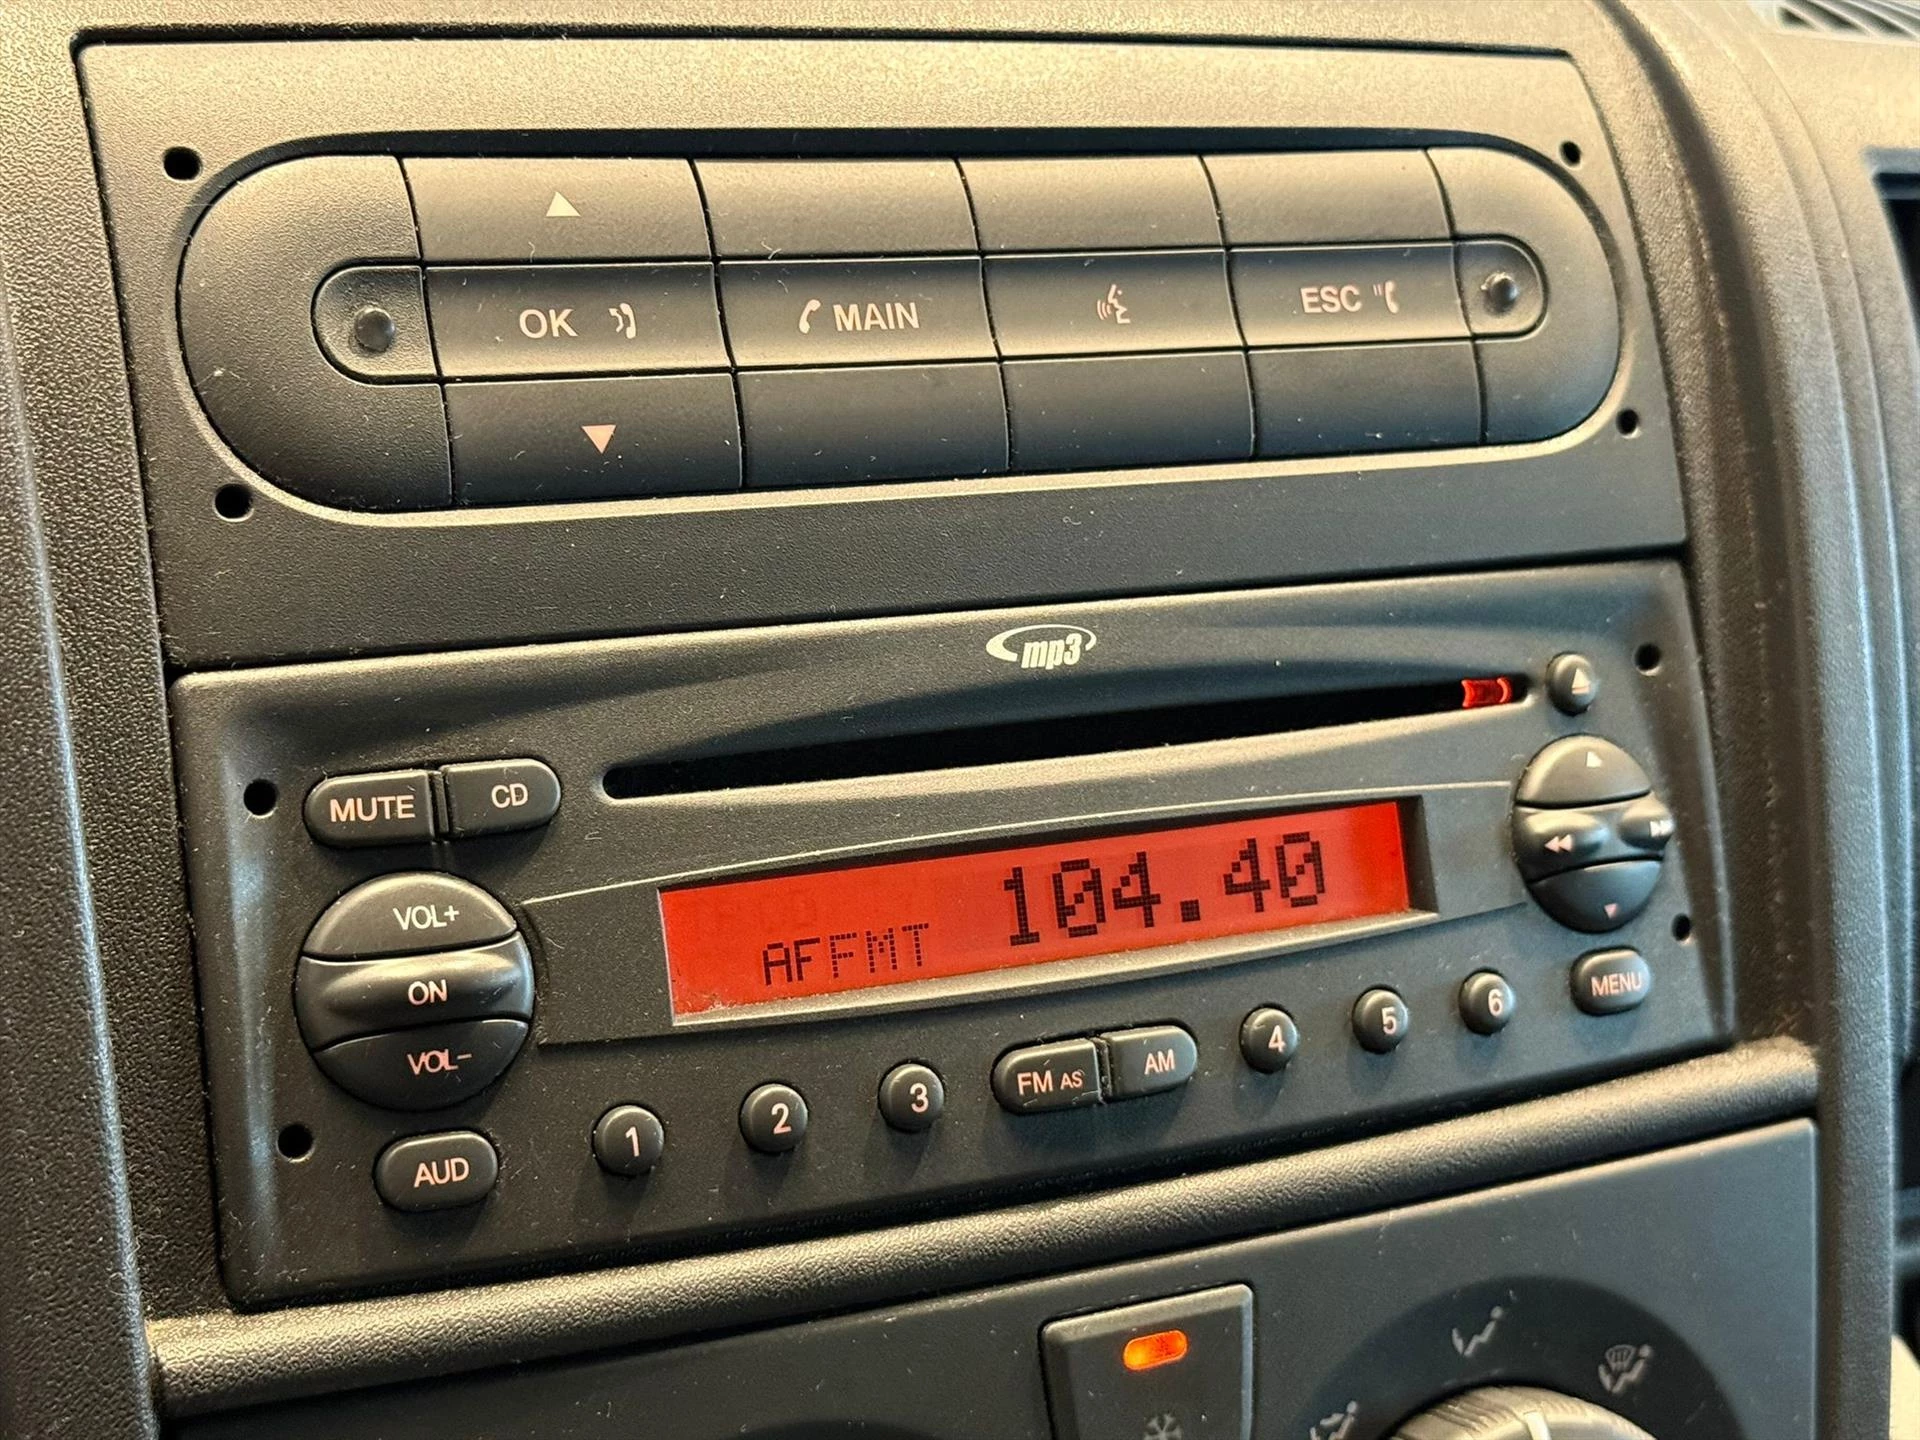 OK
MAIN
ESC
mp3
MUTE
CD
VOL+
ON
VOL-
AFFMT 104.40
MENU
1
2
3
FM AS
AM
4
5
6
AUD